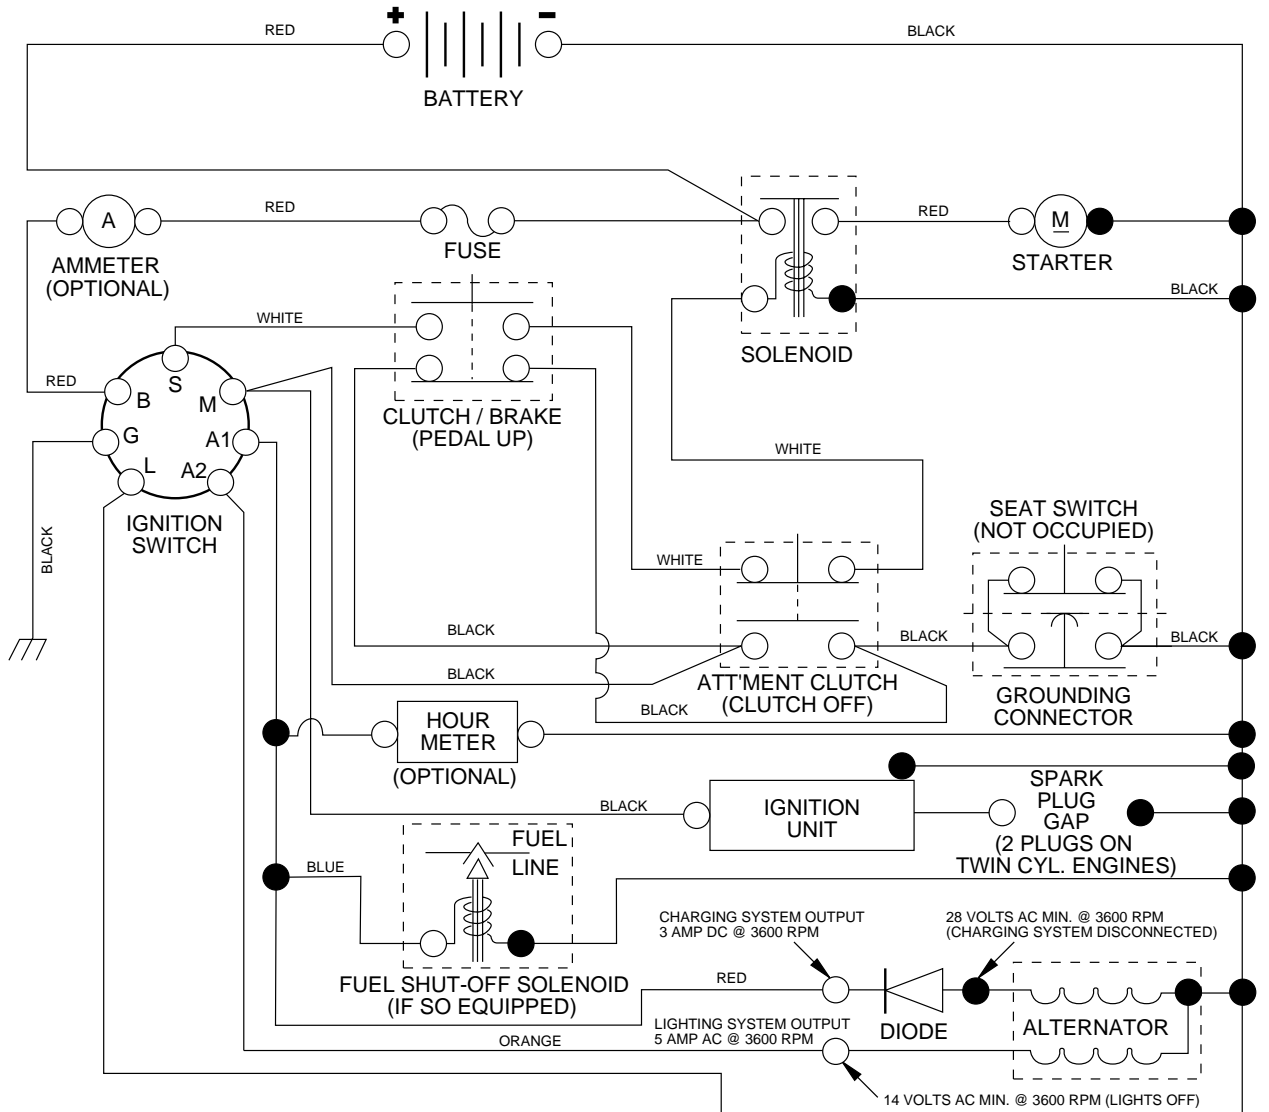 +
-
RED
BLACK
BATTERY
A
RED
FUSE
RED
M
STARTER
AMMETER
(OPTIONAL)
BLACK
SOLENOID
WHITE
CLUTCH / BRAKE
(PEDAL UP)
RED
S
B
M
G
A1
L
A2
IGNITION
SWITCH
BLACK
WHITE
SEAT SWITCH
(NOT OCCUPIED)
WHITE
BLACK
BLACK
BLACK
BLACK
BLACK
ATT'MENT CLUTCH
(CLUTCH OFF)
GROUNDING
CONNECTOR
HOUR
METER
(OPTIONAL)
BLACK
IGNITION
UNIT
SPARK
PLUG
GAP
(2 PLUGS ON
TWIN CYL. ENGINES)
BLUE
FUEL
LINE
FUEL SHUT-OFF SOLENOID
(IF SO EQUIPPED)
CHARGING SYSTEM OUTPUT
3 AMP DC @ 3600 RPM
28 VOLTS AC MIN. @ 3600 RPM
(CHARGING SYSTEM DISCONNECTED)
RED
DIODE
ALTERNATOR
ORANGE
LIGHTING SYSTEM OUTPUT
5 AMP AC @ 3600 RPM
14 VOLTS AC MIN. @ 3600 RPM (LIGHTS OFF)